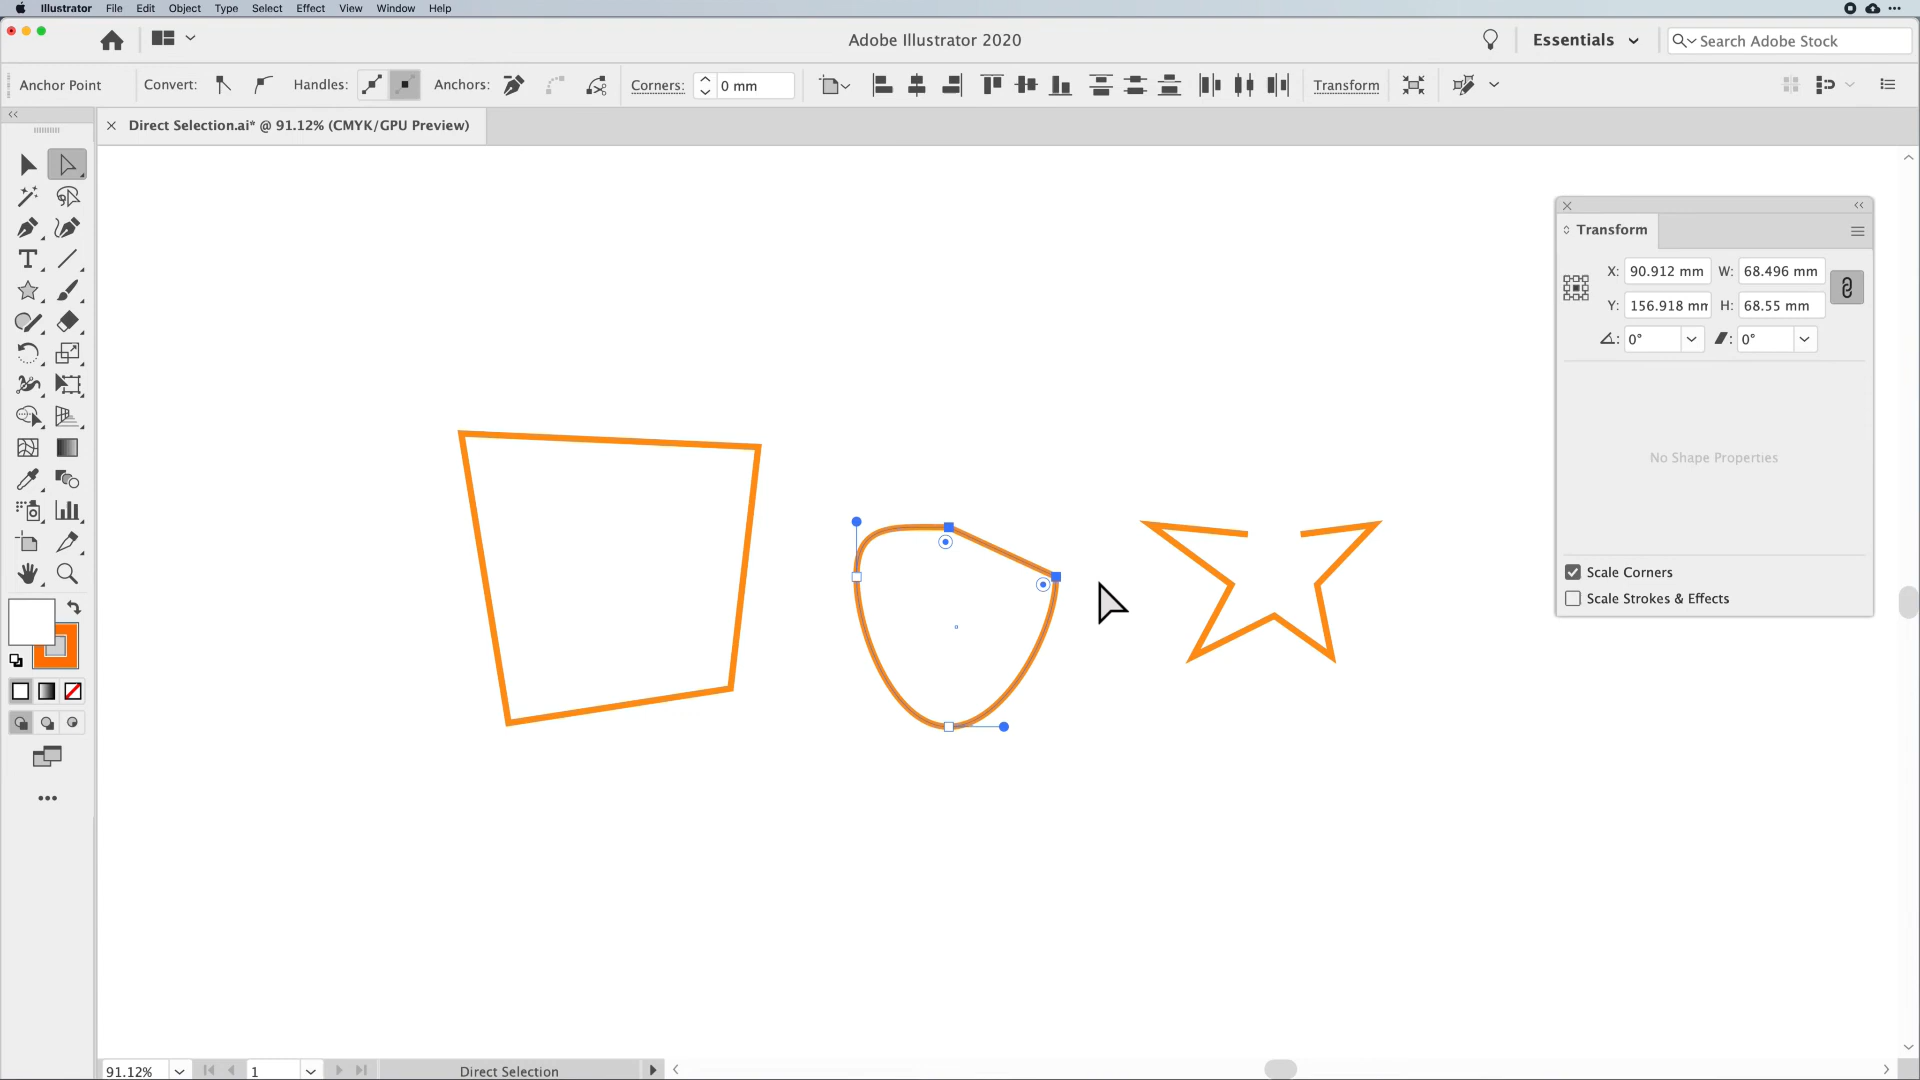 Illustrator File Edit Object Type Select Effect View Window Help
Adobe Illustrator 2020
Essentials
Search Adobe Stock
Anchor Point
Convert:
Handles:
Anchors:
Corners:
0 mm
Transform
Direct Selection.ai* @ 91.12% (CMYK/GPU Preview)
Transform
X: 90.912 mm W: 68.496 mm
Y: 156.918 mm H: 68.55 mm
0° 0°
No Shape Properties
Scale Corners
Scale Strokes & Effects
91.12%
1
Direct Selection